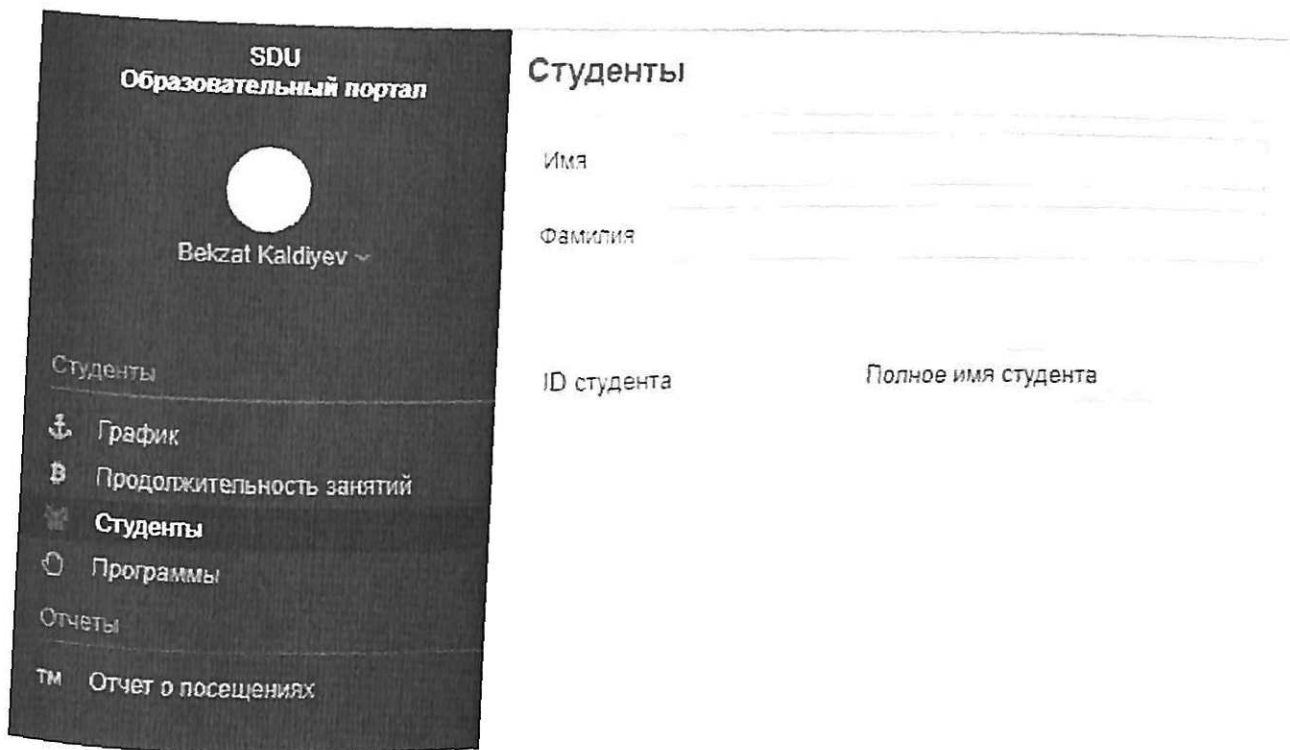 SDU
Образовательный портал
Bekzat Kaldiyev
Студенты
График
Продолжительность занятий
Студенты
Программы
Отчеты
TM Отчет о посещениях
Студенты
Имя
Фамилия
ID студента Полное имя студента